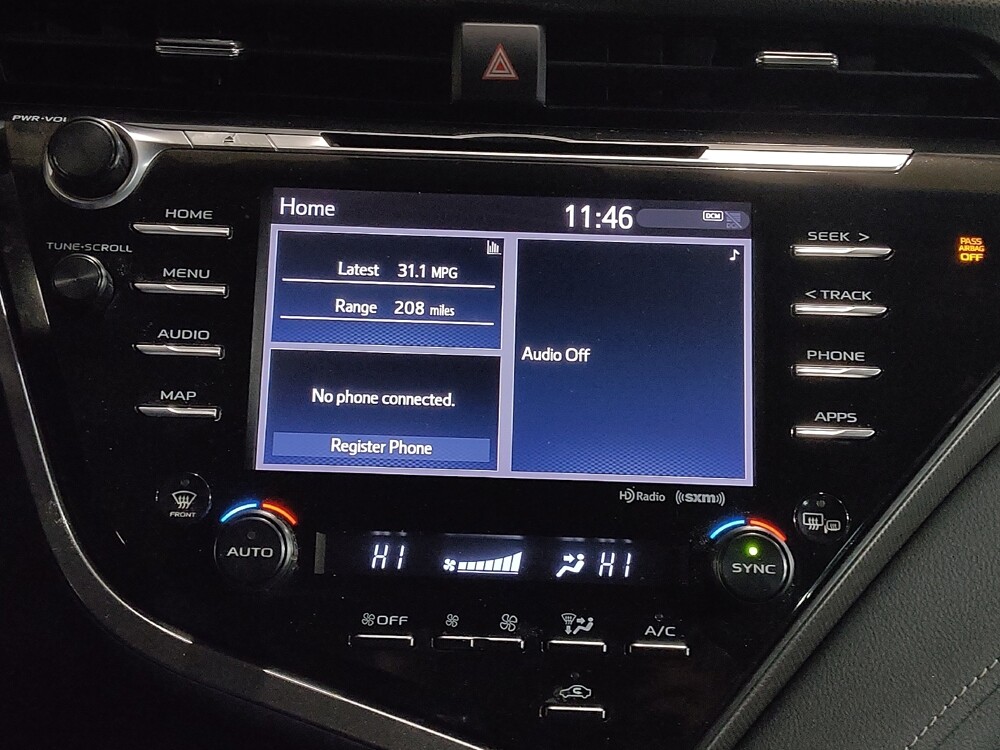 PWR·VOL
HOME
TUNE·SCROLL
MENU
AUDIO
MAP
Home
11:46
DCM
Latest 31.1 MPG
Range 208 miles
No phone connected.
Register Phone
Audio Off
SEEK >
< TRACK
PHONE
APPS
PASS
AIRBAG
OFF
HD Radio
((sxm))
FRONT
AUTO
HI
HI
SYNC
OFF
A/C